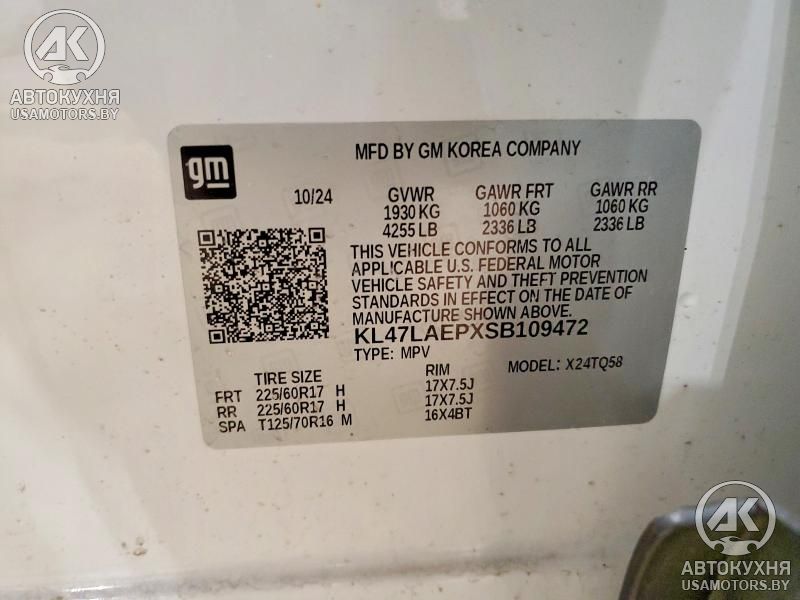 AK
АВТОКУХНЯ
USAMOTORS.BY
gm
MFD BY GM KOREA COMPANY
10/24 GVWR GAWR FRT GAWR RR
1930 KG 1060 KG 1060 KG
4255 LB 2336 LB 2336 LB
THIS VEHICLE CONFORMS TO ALL
APPLICABLE U.S. FEDERAL MOTOR
VEHICLE SAFETY AND THEFT PREVENTION
STANDARDS IN EFFECT ON THE DATE OF
MANUFACTURE SHOWN ABOVE.
KL47LAEPXSB109472
TYPE: MPV MODEL: X24TQ58
TIRE SIZE RIM
FRT 225/60R17 H 17X7.5J
RR 225/60R17 H 17X7.5J
SPA T125/70R16 M 16X4BT
AK
АВТОКУХНЯ
USAMOTORS.BY